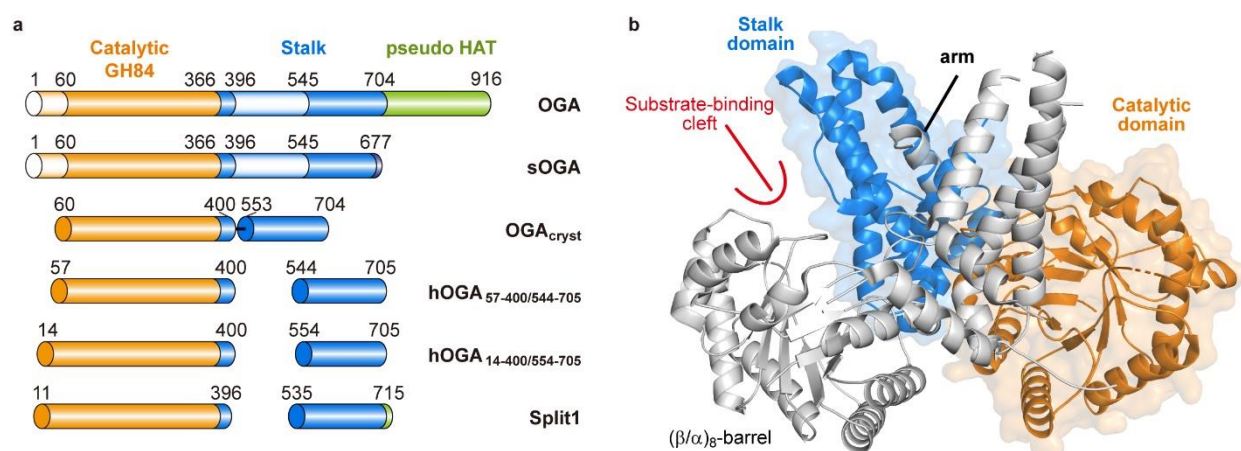 a
Catalytic
GH84
Stalk
pseudo HAT
1 60 366 396 545 704 916
OGA
1 60 366 396 545 677
sOGA
60 400 553 704
OGAcryst
57 400 544 705
hOGA57-400/544-705
14 400 554 705
hOGA14-400/554-705
11 396 535 715
Split1
b
Stalk
domain
arm
Substrate-binding
cleft
Catalytic
domain
(β/α)8-barrel